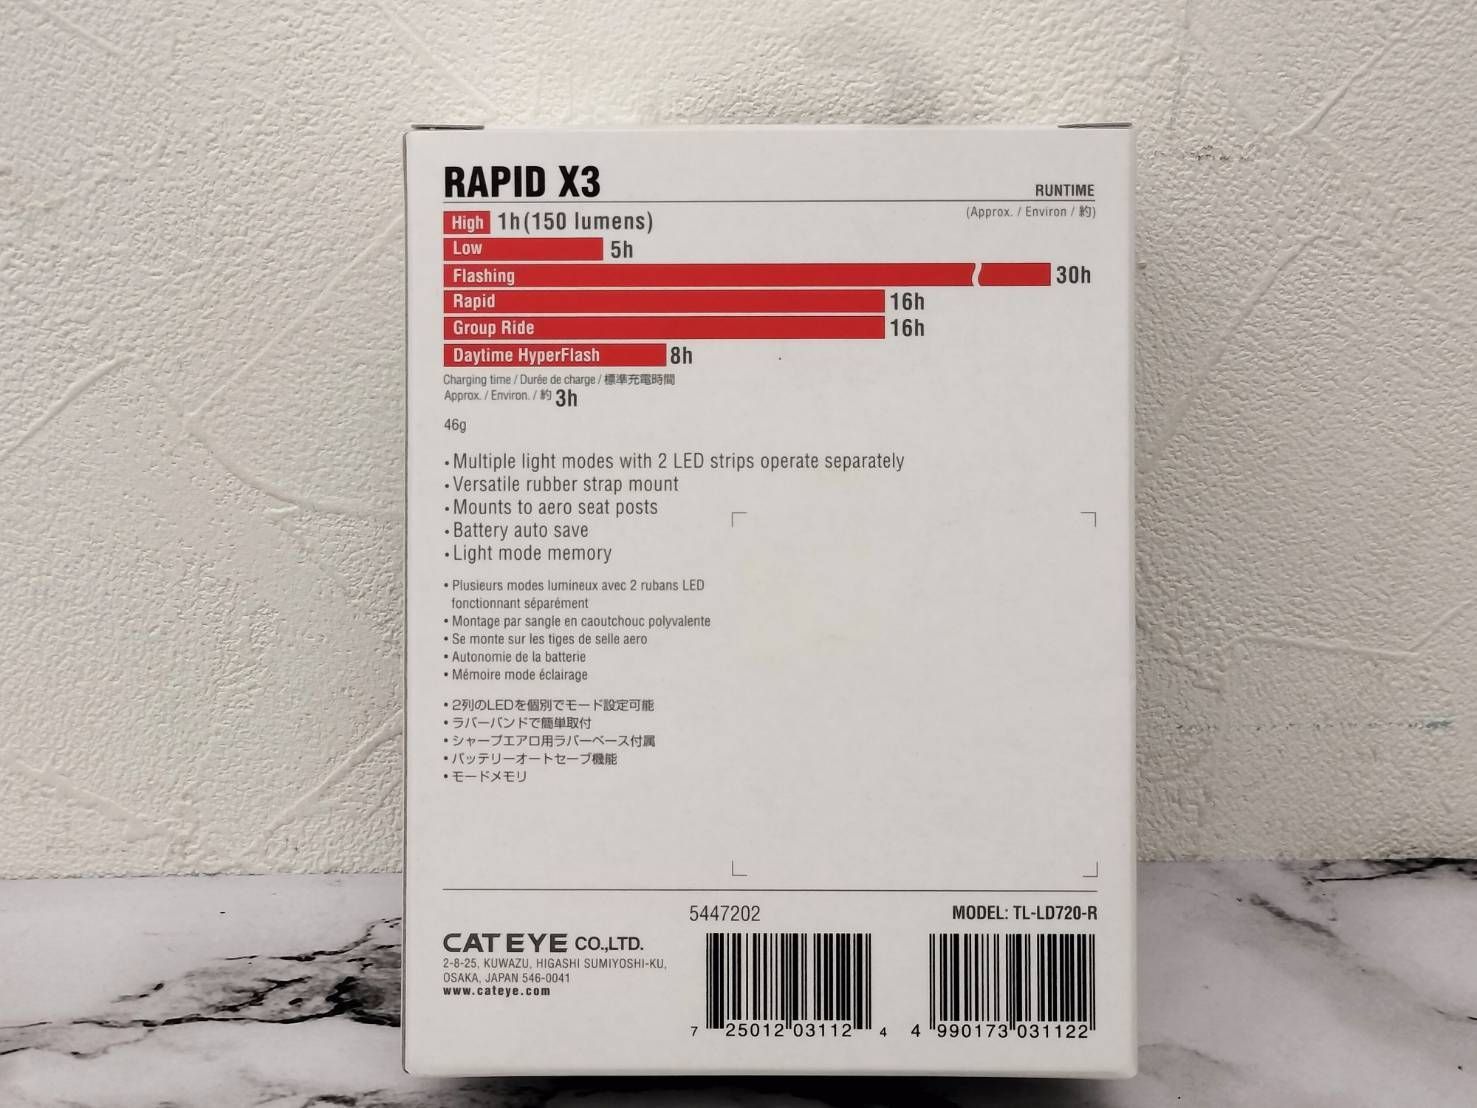 RAPID X3
RUNTIME
(Approx. / Environ / 約)
High 1h(150 lumens)
Low 5h
Flashing 30h
Rapid 16h
Group Ride 16h
Daytime HyperFlash 8h
Charging time / Durée de charge / 標準充電時間
Approx. / Environ. / 約 3h
46g
・Multiple light modes with 2 LED strips operate separately
・Versatile rubber strap mount
・Mounts to aero seat posts
・Battery auto save
・Light mode memory
• Plusieurs modes lumineux avec 2 rubans LED
fonctionnant séparément
• Montage par sangle en caoutchouc polyvalente
• Se monte sur les tiges de selle aero
• Autonomie de la batterie
• Mémoire mode éclairage
• 2列のLEDを個別でモード設定可能
• ラバーバンドで簡単取付
• シャープエアロ用ラバーベース付属
• バッテリーオートセーブ機能
• モードメモリ
5447202
MODEL: TL-LD720-R
CATEYE CO.,LTD.
2-8-25, KUWAZU, HIGASHI SUMIYOSHI-KU,
OSAKA, JAPAN 546-0041
www.cateye.com
7 25012 03112 4
4 990173 031122